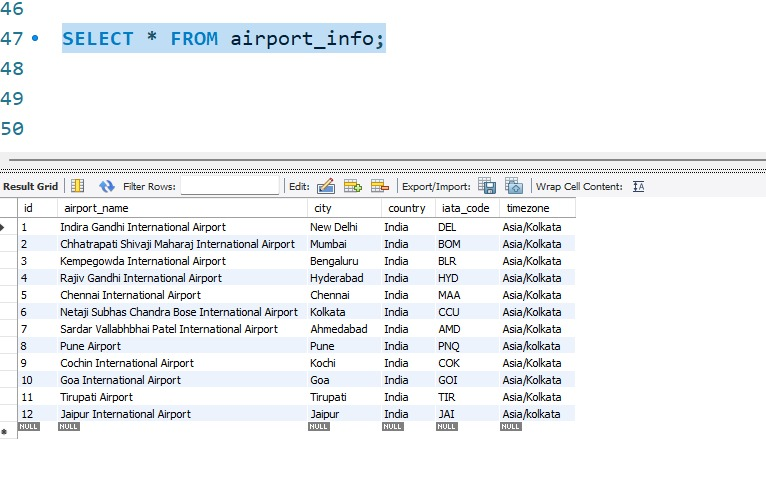 46
47 SELECT * FROM airport_info;
48
49
50
Result Grid Filter Rows: Edit: Export/Import: Wrap Cell Content: IA
id airport_name city country iata_code timezone
1 Indira Gandhi International Airport New Delhi India DEL Asia/Kolkata
2 Chhatrapati Shivaji Maharaj International Airport Mumbai India BOM Asia/Kolkata
3 Kempegowda International Airport Bengaluru India BLR Asia/Kolkata
4 Rajiv Gandhi International Airport Hyderabad India HYD Asia/Kolkata
5 Chennai International Airport Chennai India MAA Asia/Kolkata
6 Netaji Subhas Chandra Bose International Airport Kolkata India CCU Asia/Kolkata
7 Sardar Vallabhbhai Patel International Airport Ahmedabad India AMD Asia/Kolkata
8 Pune Airport Pune India PNQ Asia/kolkata
9 Cochin International Airport Kochi India COK Asia/Kolkata
10 Goa International Airport Goa India GOI Asia/Kolkata
11 Tirupati Airport Tirupati India TIR Asia/Kolkata
12 Jaipur International Airport Jaipur India JAI Asia/kolkata
NULL NULL NULL NULL NULL NULL